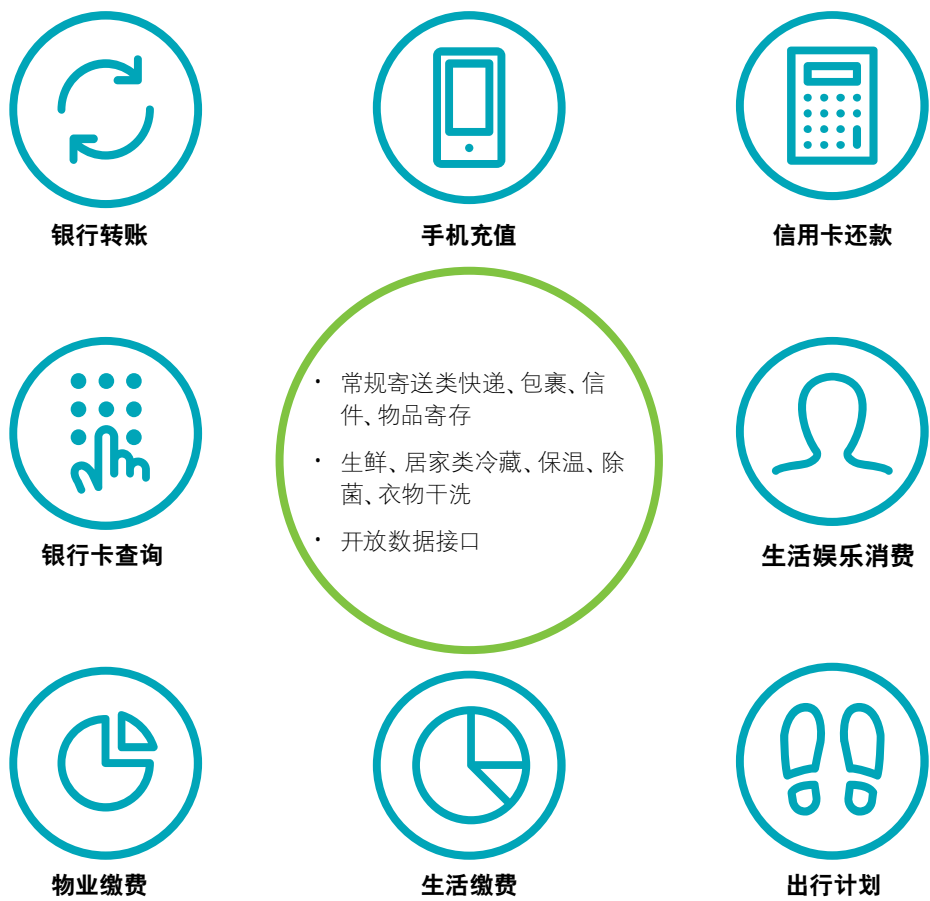 银行转账
手机充值
信用卡还款
· 常规寄送类快递、包裹、信
件、物品寄存
· 生鲜、居家类冷藏、保温、除
菌、衣物干洗
· 开放数据接口
银行卡查询
生活娱乐消费
物业缴费
生活缴费
出行计划